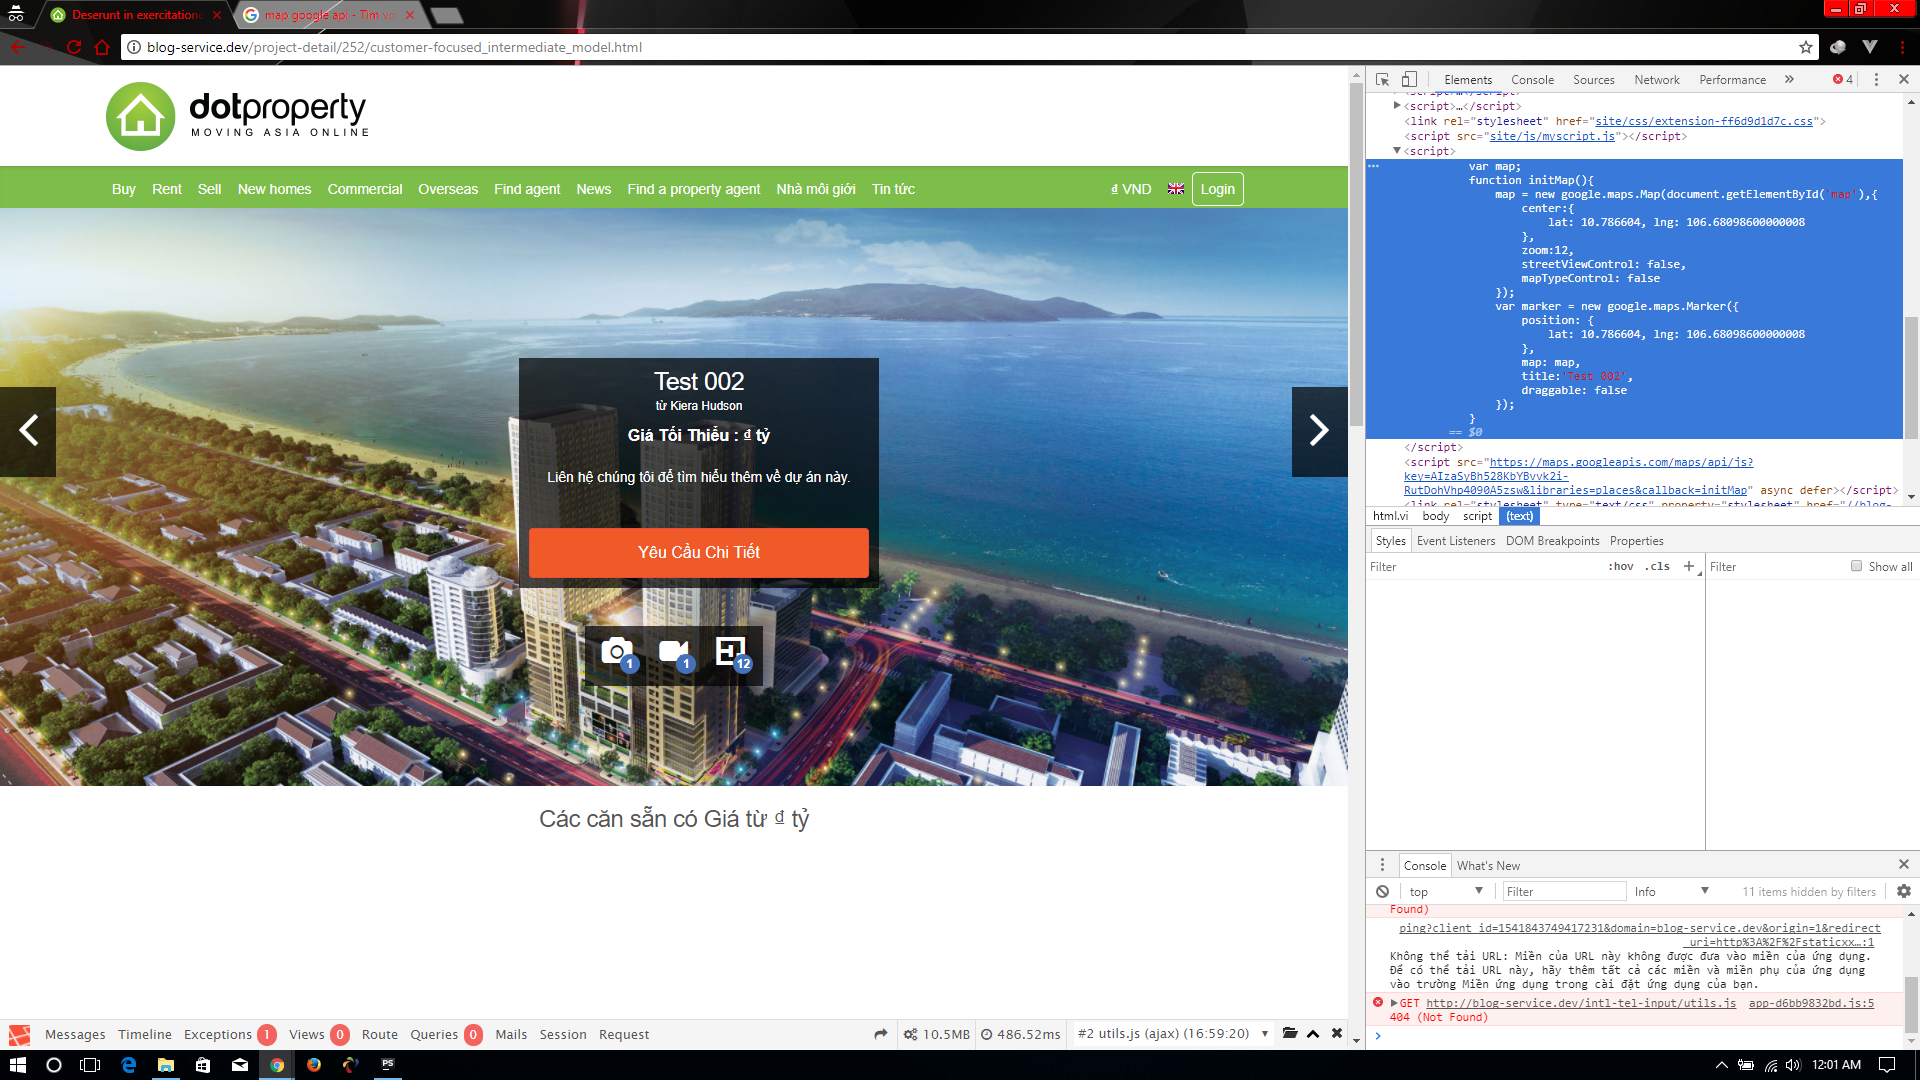 Deserunt in exercitatione
map google api - Tìm vớ
blog-service.dev/project-detail/252/customer-focused_intermediate_model.html
dotproperty
MOVING ASIA ONLINE
Buy Rent Sell New homes Commercial Overseas Find agent News Find a property agent Nhà môi giới Tin tức ₫ VND Login
Test 002
từ Kiera Hudson
Giá Tối Thiểu : ₫ tỷ
Liên hệ chúng tôi để tìm hiểu thêm về dự án này.
Yêu Cầu Chi Tiết
1 1 12
Các căn sẵn có Giá từ ₫ tỷ
Messages Timeline Exceptions 1 Views 0 Route Queries 0 Mails Session Request 10.5MB 486.52ms #2 utils.js (ajax) (16:59:20)
Elements Console Sources Network Performance » 4
<script>…</script>
<script>…</script>
<link rel="stylesheet" href="site/css/extension-ff6d9d1d7c.css">
<script src="site/js/myscript.js"></script>
<script>
var map;
function initMap(){
map = new google.maps.Map(document.getElementById('map'),{
center:{
lat: 10.786604, lng: 106.68098600000008
},
zoom:12,
streetViewControl: false,
mapTypeControl: false
});
var marker = new google.maps.Marker({
position: {
lat: 10.786604, lng: 106.68098600000008
},
map: map,
title:'Test 002',
draggable: false
});
}
== $0
</script>
<script src="https://maps.googleapis.com/maps/api/js?
key=AIzaSyBh528KbYBvvk2i-
RutDohVhp4090A5zsw&libraries=places&callback=initMap" async defer></script>
<link rel="stylesheet" type="text/css" property="stylesheet" href="//blog-
html.vi body script (text)
Styles Event Listeners DOM Breakpoints Properties
Filter :hov .cls + Filter Show all
Console What's New
top Filter Info 11 items hidden by filters
Found)
ping?client_id=1541843749417231&domain=blog-service.dev&origin=1&redirect
_uri=http%3A%2F%2Fstaticxx…:1
Không thể tải URL: Miền của URL này không được đưa vào miền của ứng dụng.
Để có thể tải URL này, hãy thêm tất cả các miền và miền phụ của ứng dụng
vào trường Miền ứng dụng trong cài đặt ứng dụng của bạn.
GET http://blog-service.dev/intl-tel-input/utils.js app-d6bb9832bd.js:5
404 (Not Found)
12:01 AM